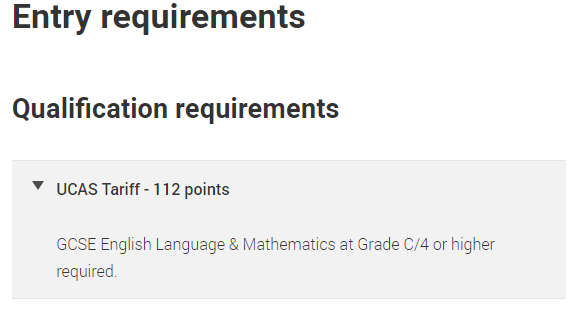 Entry requirements
Qualification requirements
UCAS Tariff - 112 points
GCSE English Language & Mathematics at Grade C/4 or higher
required.